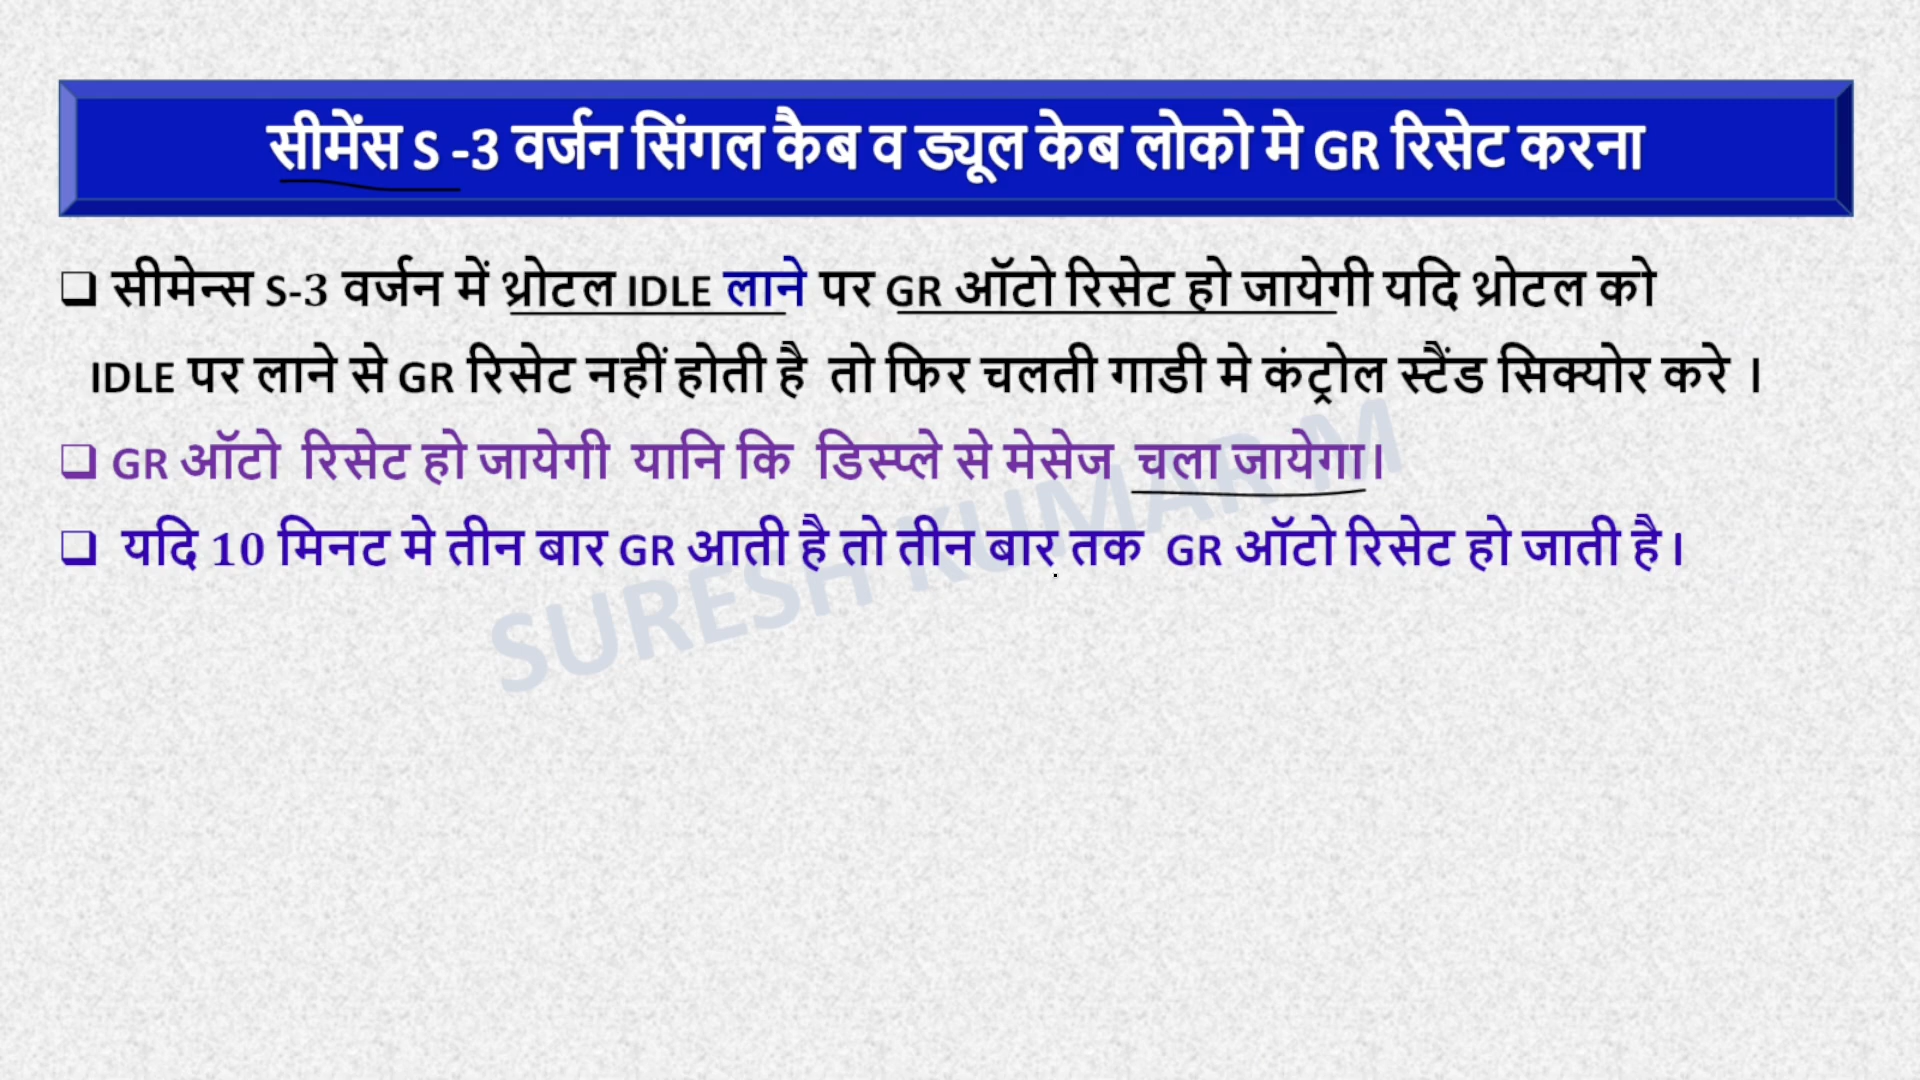 सीमेंस S -3 वर्जन सिंगल कैब व ड्यूल केब लोको मे GR रिसेट करना
❑ सीमेन्स S-3 वर्जन में थ्रोटल IDLE लाने पर GR ऑटो रिसेट हो जायेगी यदि थ्रोटल को
IDLE पर लाने से GR रिसेट नहीं होती है तो फिर चलती गाडी मे कंट्रोल स्टैंड सिक्योर करे ।
❑ GR ऑटो रिसेट हो जायेगी यानि कि डिस्प्ले से मेसेज चला जायेगा।
❑ यदि 10 मिनट मे तीन बार GR आती है तो तीन बार तक GR ऑटो रिसेट हो जाती है।
SURESH KUMAR M